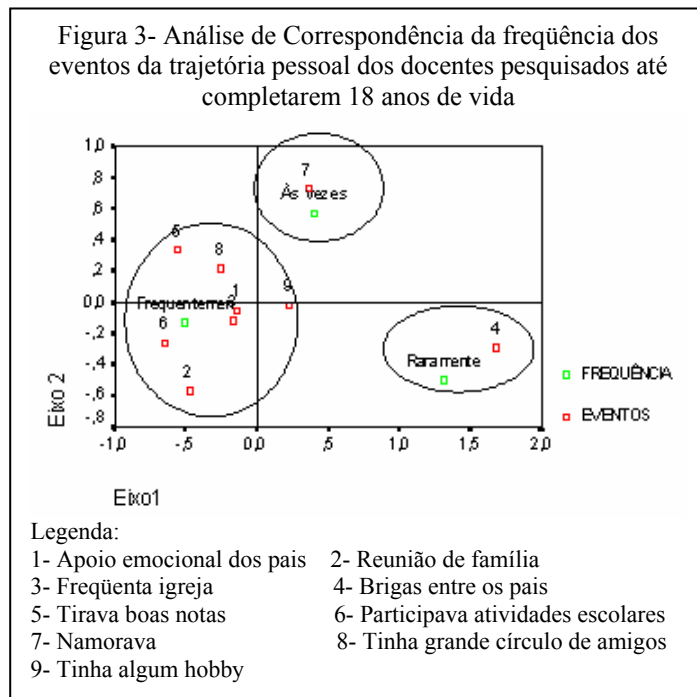 Figura 3- Análise de Correspondência da freqüência dos
eventos da trajetória pessoal dos docentes pesquisados até
completarem 18 anos de vida
1,0
,8
,6
,4
,2
0,0
-,2
-,4
-,6
-,8
Eixo 2
7
Às vezes
5
8
1
9
Frequentemen
6
2
4
Raramente
FREQUÊNCIA
EVENTOS
-1,0 -,5 0,0 ,5 1,0 1,5 2,0
Eixo1
Legenda:
1- Apoio emocional dos pais 2- Reunião de família
3- Freqüenta igreja 4- Brigas entre os pais
5- Tirava boas notas 6- Participava atividades escolares
7- Namorava 8- Tinha grande círculo de amigos
9- Tinha algum hobby